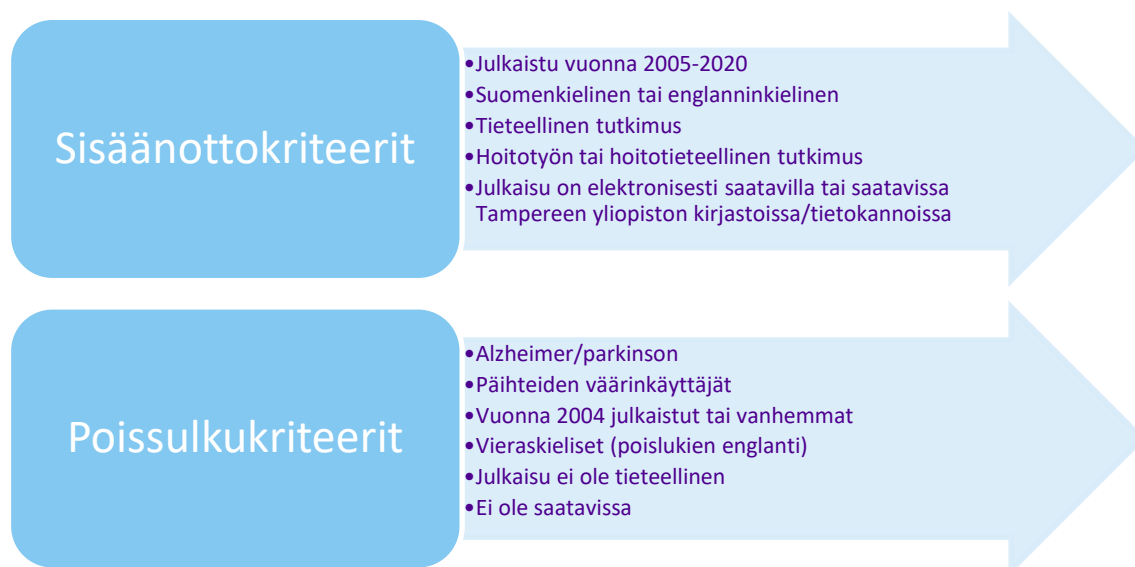 Sisäänottokriteerit
•Julkaistu vuonna 2005-2020
•Suomenkielinen tai englanninkielinen
•Tieteellinen tutkimus
•Hoitotyön tai hoitotieteellinen tutkimus
•Julkaisu on elektronisesti saatavilla tai saatavissa
Tampereen yliopiston kirjastoissa/tietokannoissa
Poissulkukriteerit
•Alzheimer/parkinson
•Päihteiden väärinkäyttäjät
•Vuonna 2004 julkaistut tai vanhemmat
•Vieraskieliset (poislukien englanti)
•Julkaisu ei ole tieteellinen
•Ei ole saatavissa